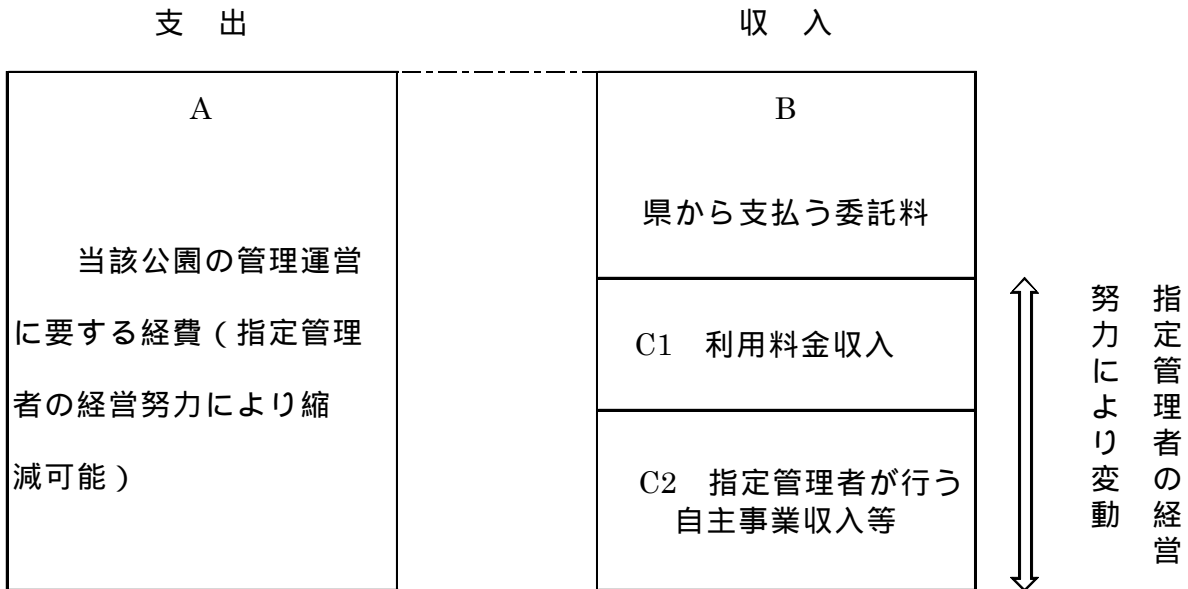 支　出
収　入
A
当該公園の管理運営
に要する経費（指定管理
者の経営努力により縮
減可能）
B
県から支払う委託料
C1　利用料金収入
C2　指定管理者が行う
自主事業収入等
指定管理者の経営
努力により変動